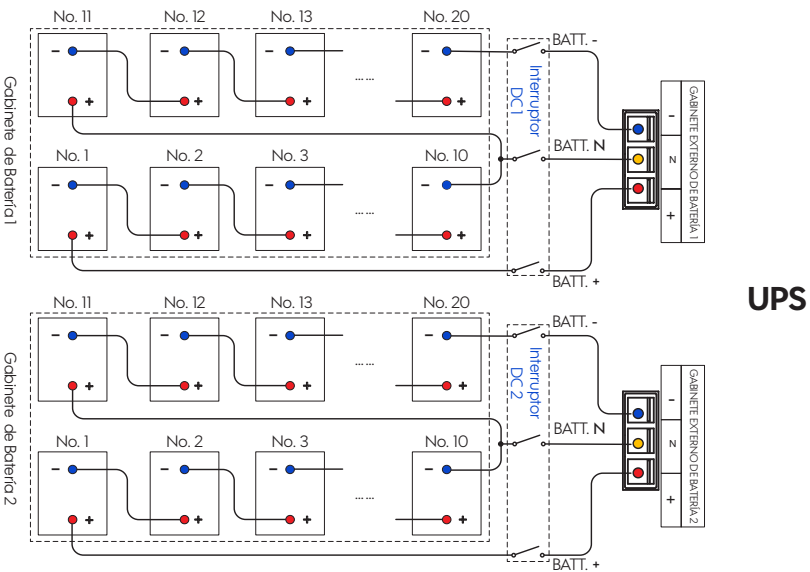 No. 11 No. 12 No. 13 No. 20
- - - - BATT. -
+ + + ...... +
Gabinete de Batería 1
Interruptor
DC 1
BATT. N
No. 1 No. 2 No. 3 No. 10
- - - -
+ + + ...... +
BATT. +
-
N
+
GABINETE EXTERNO DE BATERÍA 1
UPS
No. 11 No. 12 No. 13 No. 20
- - - - BATT. -
+ + + ...... +
Gabinete de Batería 2
Interruptor
DC 2
BATT. N
No. 1 No. 2 No. 3 No. 10
- - - -
+ + + ...... +
BATT. +
-
N
+
GABINETE EXTERNO DE BATERÍA 2